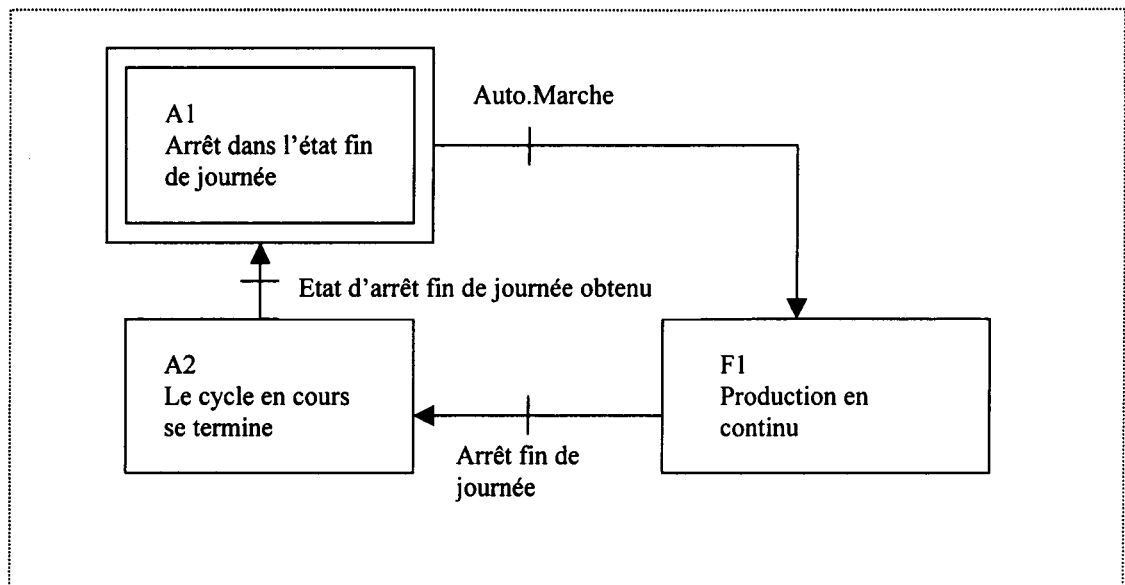 A1
Arrêt dans l'état fin
de journée
Auto.Marche
Etat d'arrêt fin de journée obtenu
A2
Le cycle en cours
se termine
F1
Production en
continu
Arrêt fin de
journée